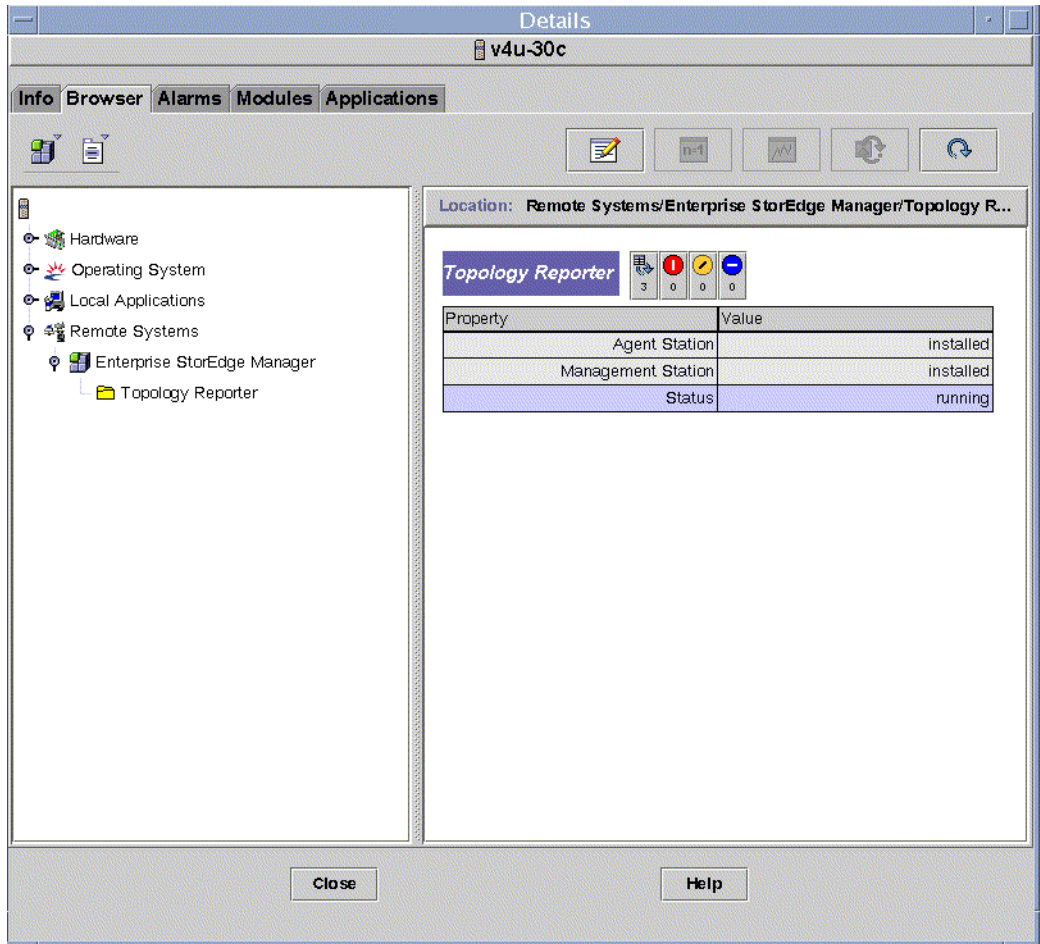 Details
v4u-30c
Info Browser Alarms Modules Applications
n=1
Location: Remote Systems/Enterprise StorEdge Manager/Topology R...
Hardware
Operating System
Local Applications
Remote Systems
Enterprise StorEdge Manager
Topology Reporter
Topology Reporter
3 0 0 0
Property Value
Agent Station installed
Management Station installed
Status running
Close Help